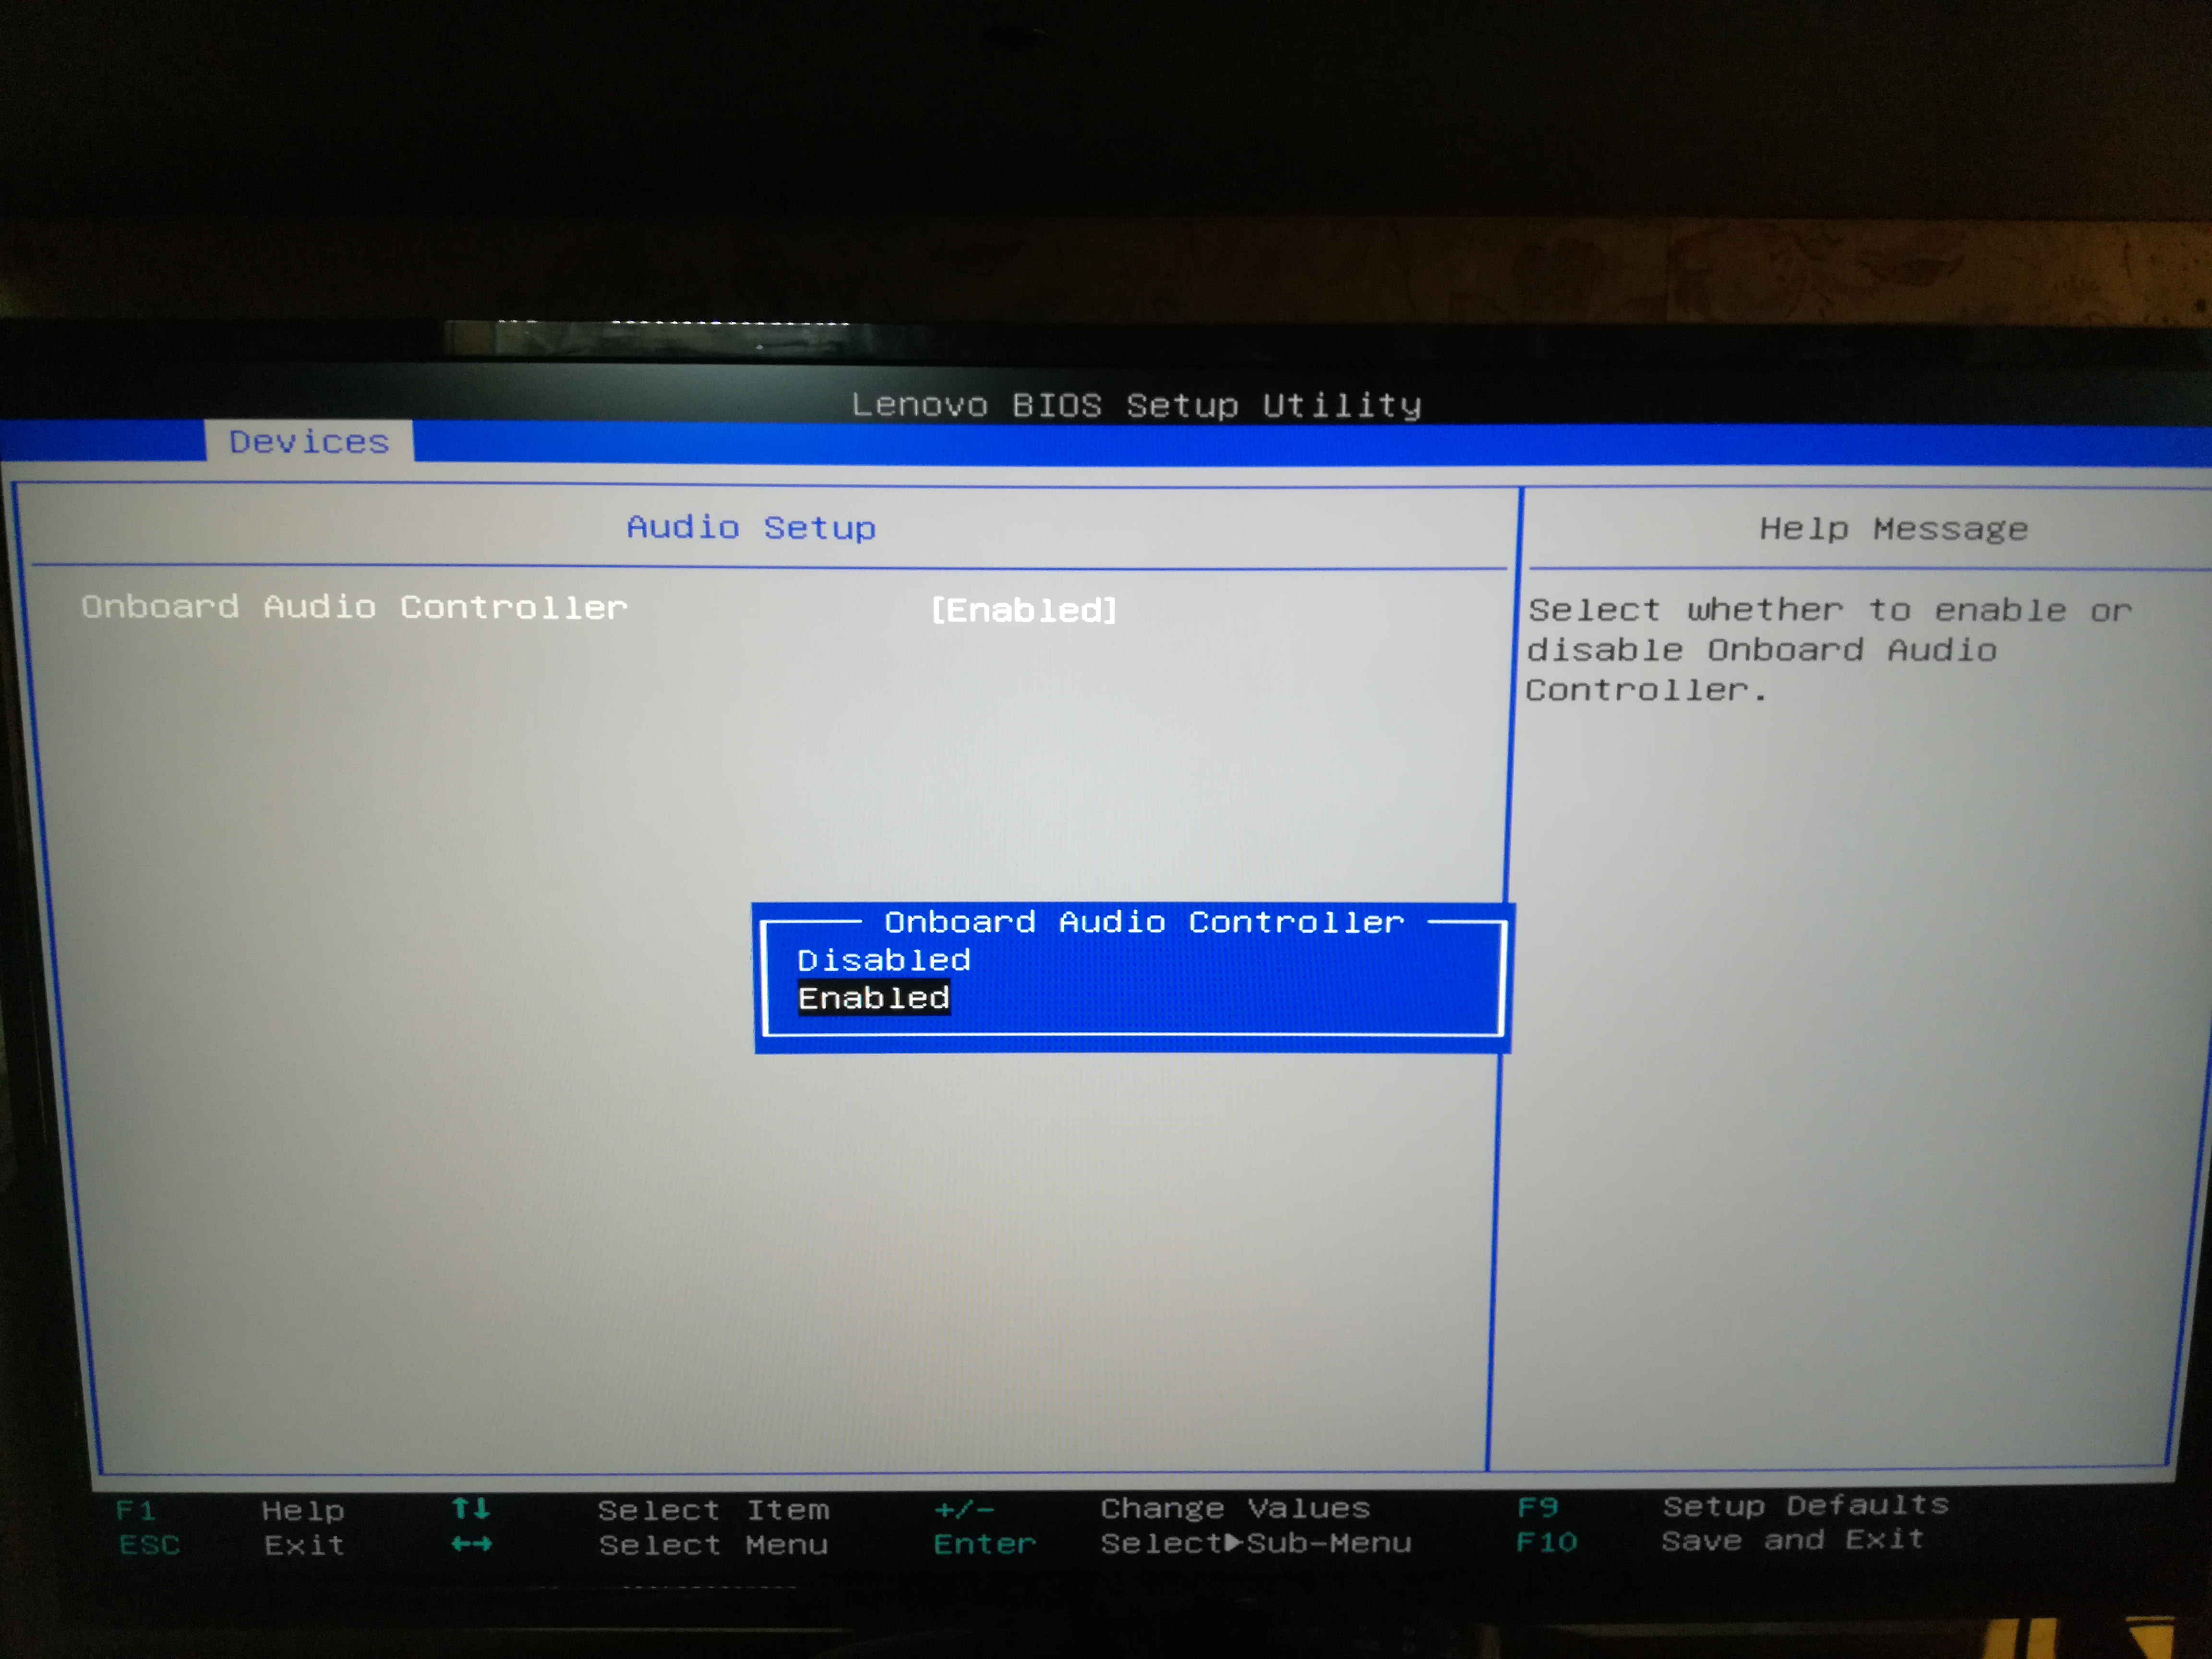 Lenovo BIOS Setup Utility
Devices
Audio Setup
Help Message
Onboard Audio Controller [Enabled]
Select whether to enable or
disable Onboard Audio
Controller.
Onboard Audio Controller
Disabled
Enabled
F1 Help ↑↓ Select Item +/- Change Values F9 Setup Defaults
ESC Exit ←→ Select Menu Enter Select▶Sub-Menu F10 Save and Exit